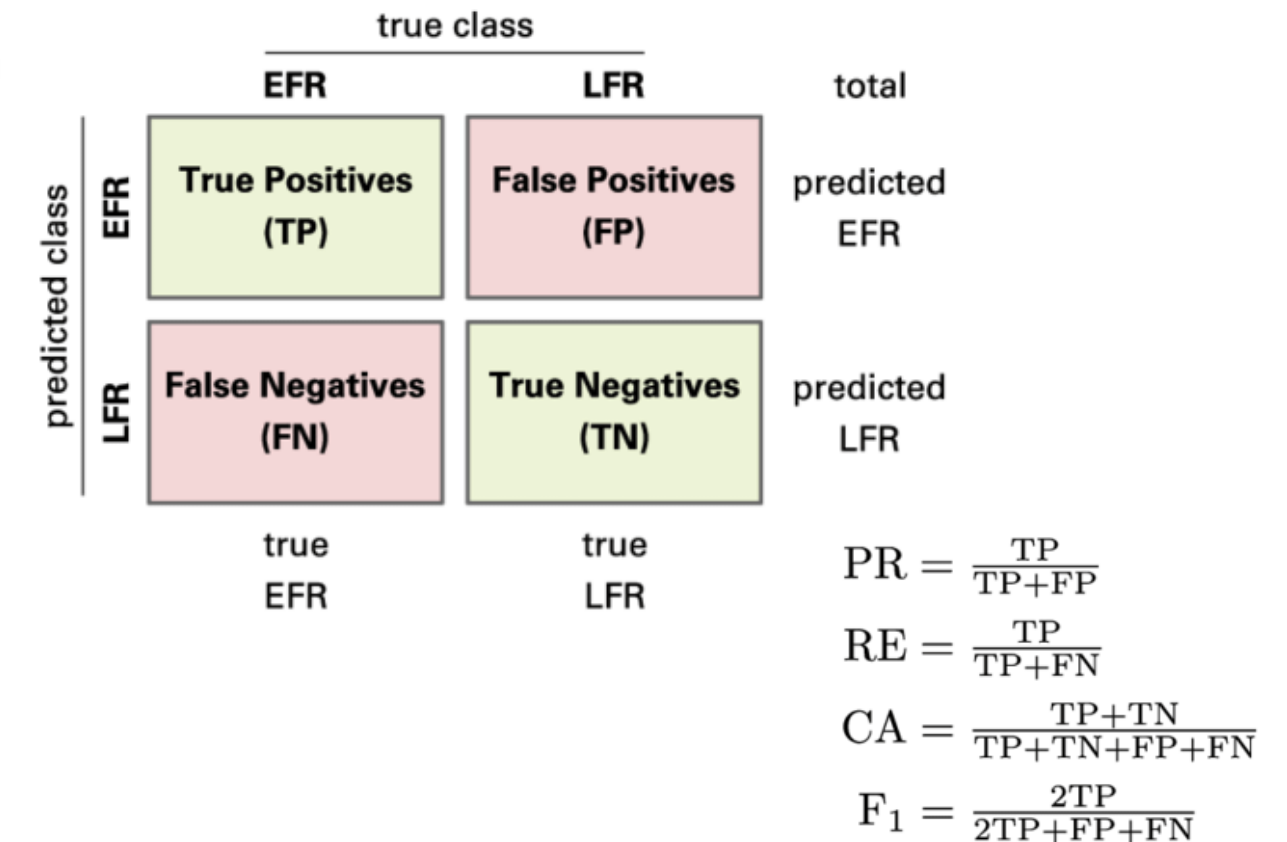 true class
EFR LFR total
predicted class
EFR
True Positives
(TP)
False Positives
(FP)
predicted
EFR
LFR
False Negatives
(FN)
True Negatives
(TN)
predicted
LFR
true
EFR
true
LFR
PR = TP / TP+FP
RE = TP / TP+FN
CA = TP+TN / TP+TN+FP+FN
F₁ = 2TP / 2TP+FP+FN